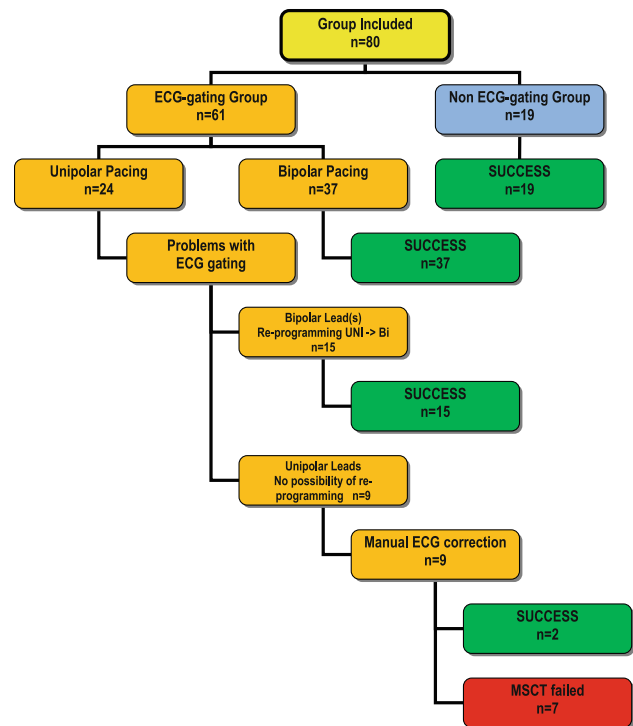 Group Included
n=80
ECG-gating Group
n=61
Non ECG-gating Group
n=19
Unipolar Pacing
n=24
Bipolar Pacing
n=37
SUCCESS
n=19
Problems with
ECG gating
SUCCESS
n=37
Bipolar Lead(s)
Re-programming UNI -> Bi
n=15
SUCCESS
n=15
Unipolar Leads
No possibility of re-
programming n=9
Manual ECG correction
n=9
SUCCESS
n=2
MSCT failed
n=7